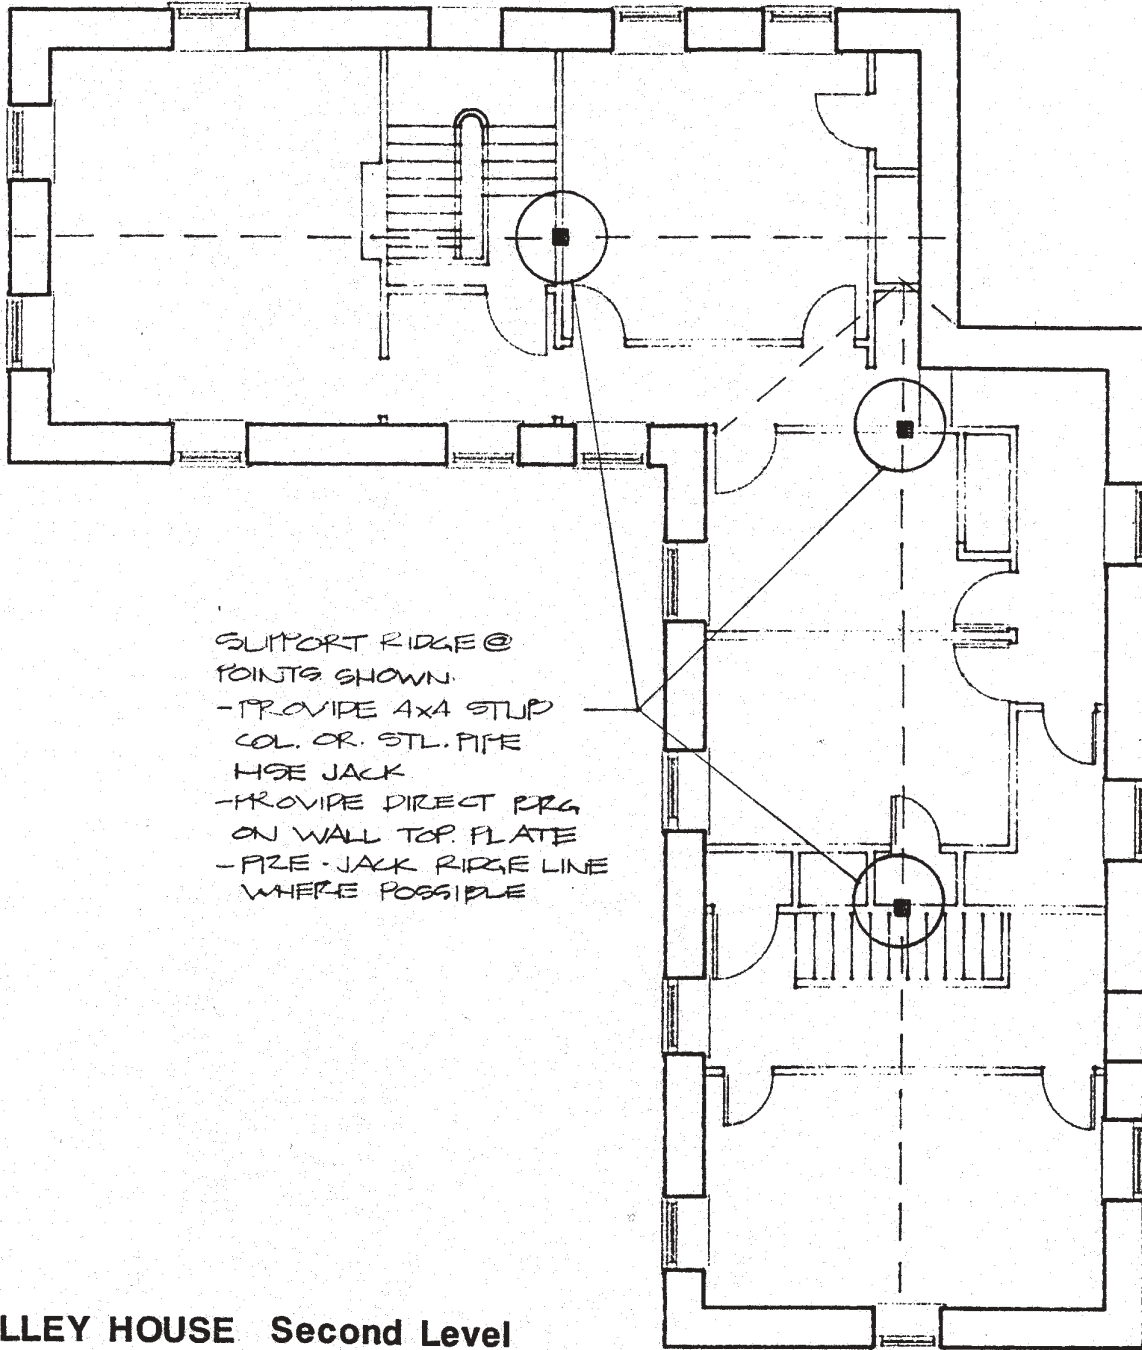 SUPPORT RIDGE @
POINTS SHOWN.
- PROVIDE 4x4 STUB
COL. OR. STL. PIPE
HSE JACK
- PROVIDE DIRECT BRG
ON WALL TOP. PLATE
- PRE - JACK RIDGE LINE
WHERE POSSIBLE
LLEY HOUSE Second Level